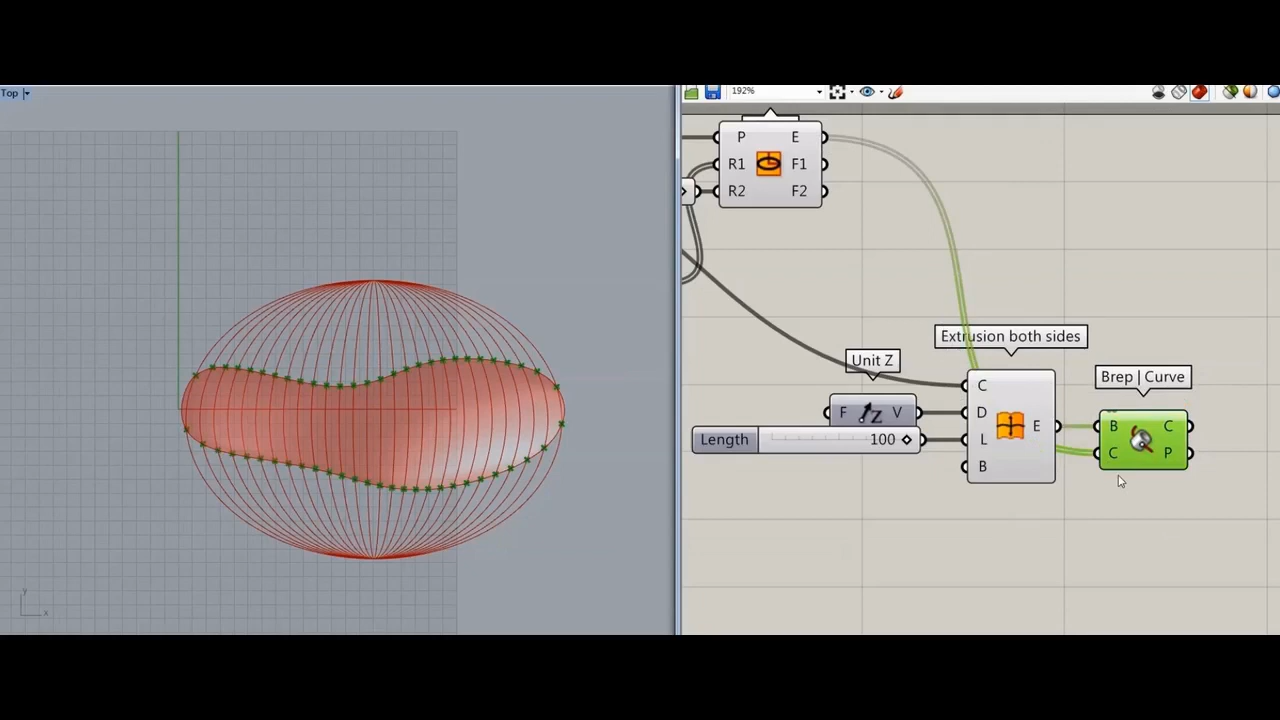 Top
192%
P E
R1 F1
R2 F2
Extrusion both sides
Unit Z
Brep | Curve
C
F Z V D
Length 100 L E
B
B C
C P
y
x